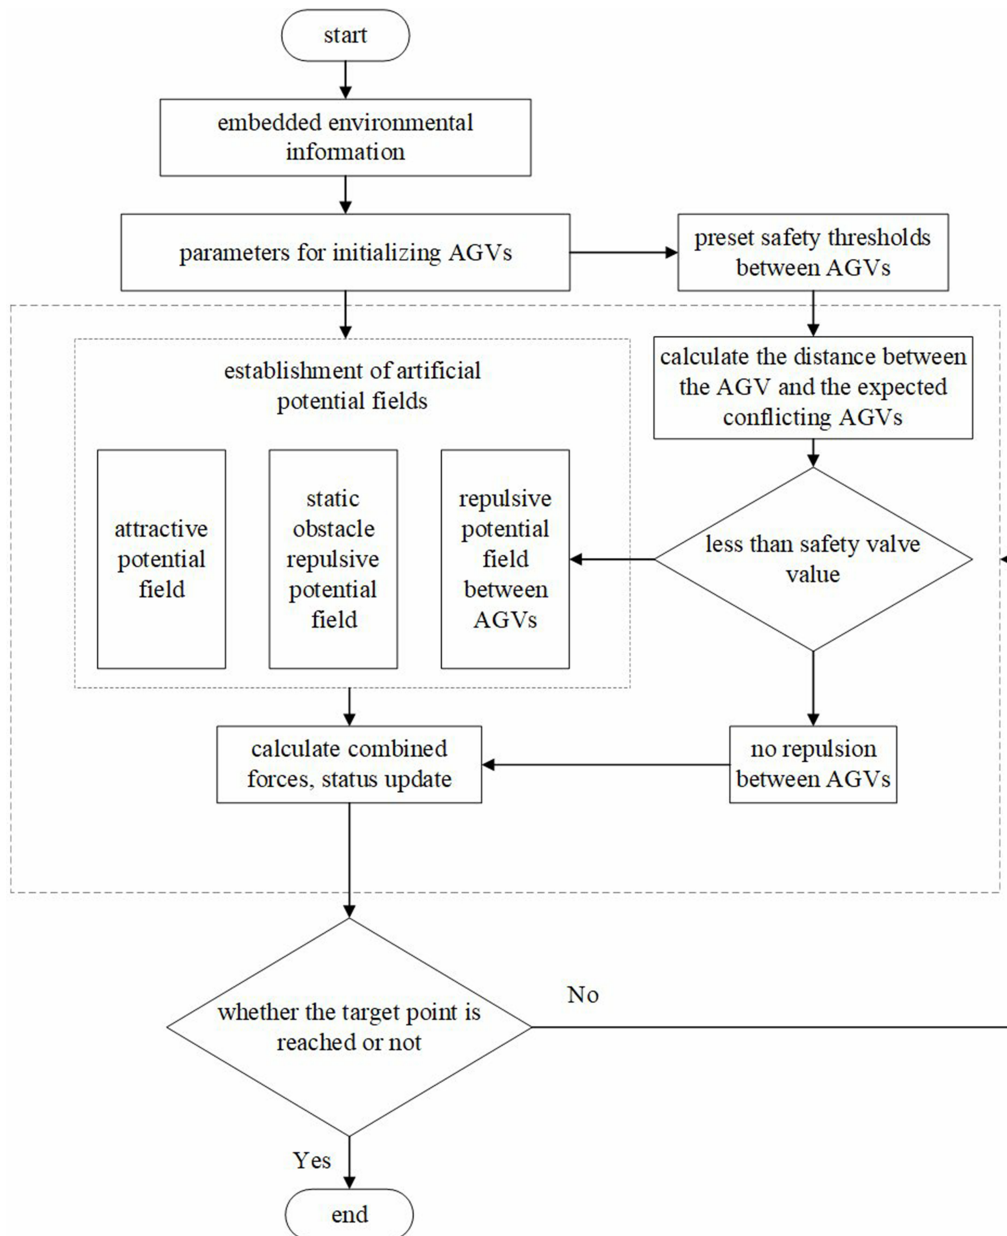 start
embedded environmental
information
parameters for initializing AGVs
preset safety thresholds
between AGVs
establishment of artificial
potential fields
calculate the distance between
the AGV and the expected
conflicting AGVs
attractive
potential
field
static
obstacle
repulsive
potential
field
repulsive
potential
field
between
AGVs
less than safety valve
value
calculate combined
forces, status update
no repulsion
between AGVs
whether the target point is
reached or not
No
Yes
end